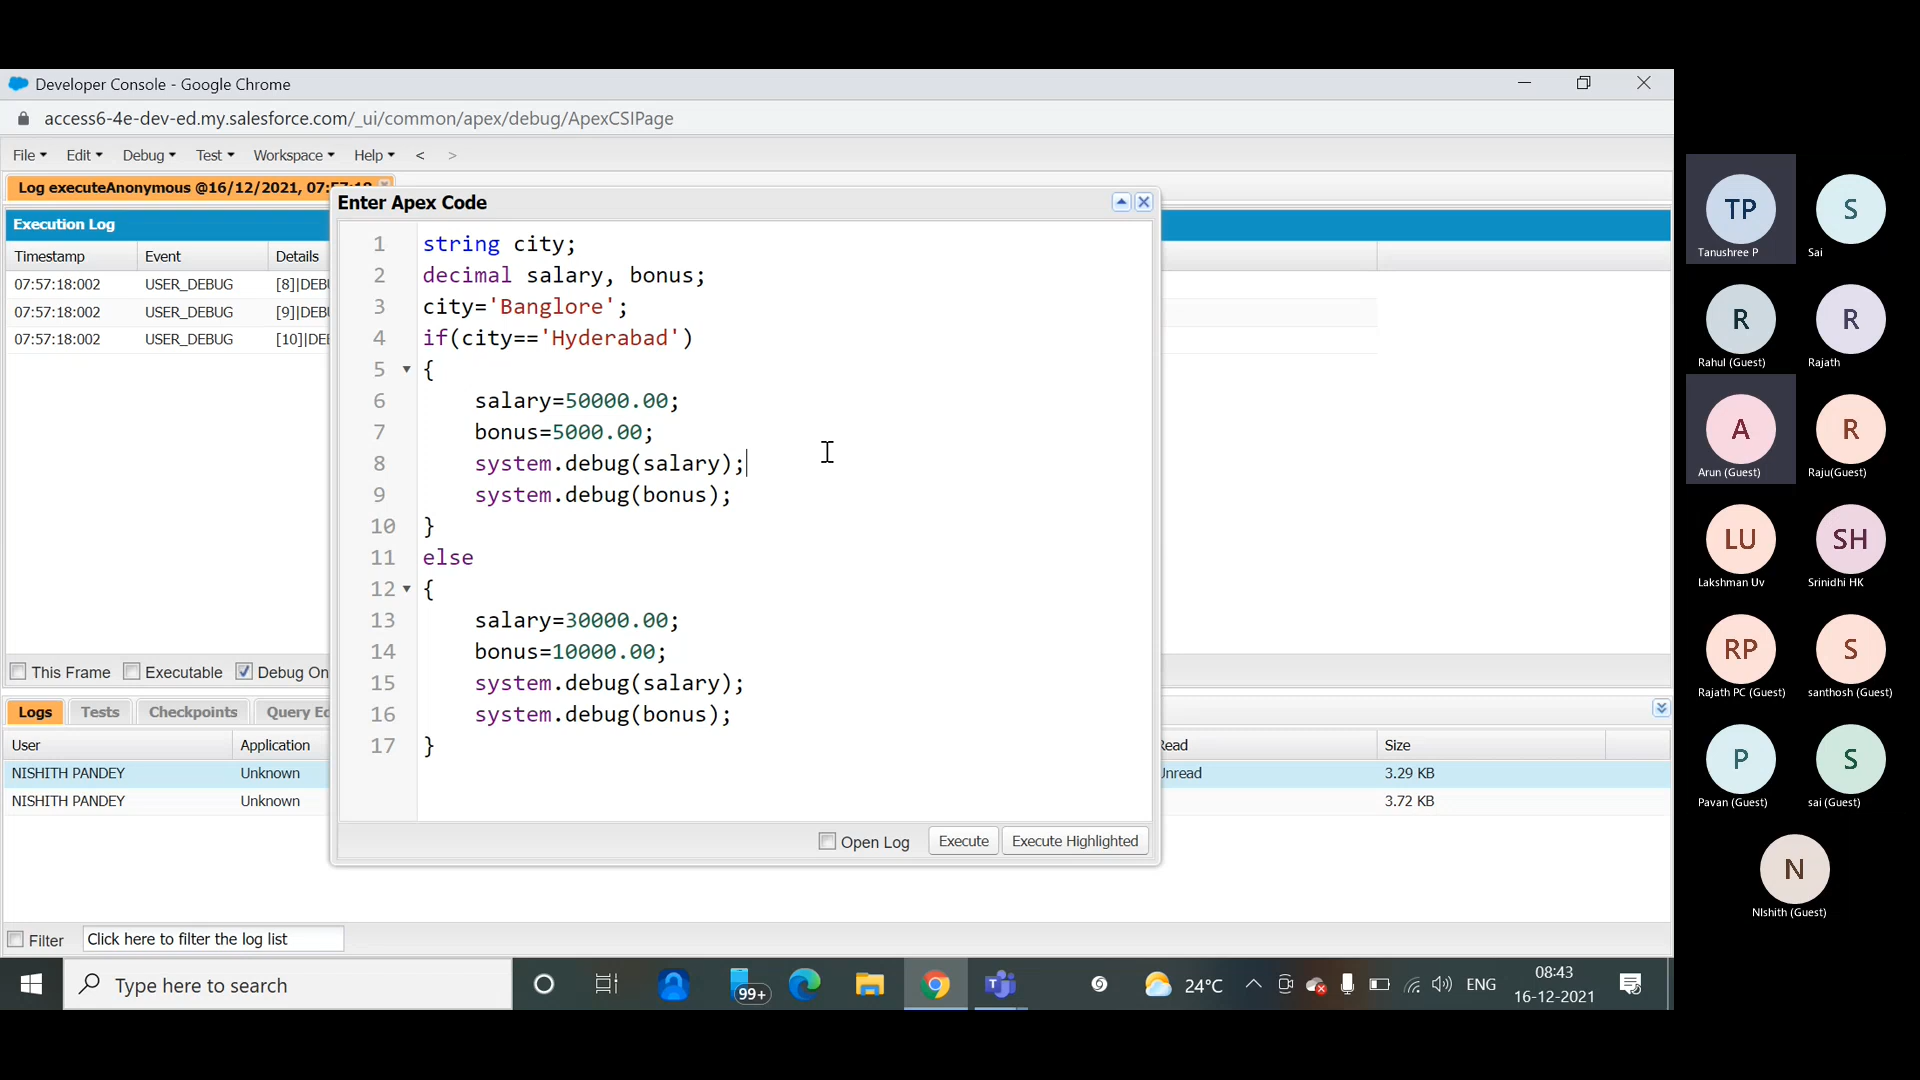 Developer Console - Google Chrome
access6-4e-dev-ed.my.salesforce.com/_ui/common/apex/debug/ApexCSIPage
File Edit Debug Test Workspace Help < >
Log executeAnonymous @16/12/2021, 07:57:18
Enter Apex Code
Execution Log
Timestamp Event Details
07:57:18:002 USER_DEBUG [8]|DEBU
07:57:18:002 USER_DEBUG [9]|DEBU
07:57:18:002 USER_DEBUG [10]|DE
1 string city;
2 decimal salary, bonus;
3 city='Banglore';
4 if(city=='Hyderabad')
5 {
6 salary=50000.00;
7 bonus=5000.00;
8 system.debug(salary);
9 system.debug(bonus);
10 }
11 else
12 {
13 salary=30000.00;
14 bonus=10000.00;
15 system.debug(salary);
16 system.debug(bonus);
17 }
Open Log Execute Execute Highlighted
This Frame Executable Debug On
Logs Tests Checkpoints Query Ed
User Application Read Size
NISHITH PANDEY Unknown Unread 3.29 KB
NISHITH PANDEY Unknown 3.72 KB
Filter Click here to filter the log list
Type here to search
99+
24°C
ENG
08:43
16-12-2021
TP
Tanushree P
S
Sai
R
Rahul (Guest)
R
Rajath
A
Arun (Guest)
R
Raju(Guest)
LU
Lakshman Uv
SH
Srinidhi HK
RP
Rajath PC (Guest)
S
santhosh (Guest)
P
Pavan (Guest)
S
sai (Guest)
N
NIshith (Guest)